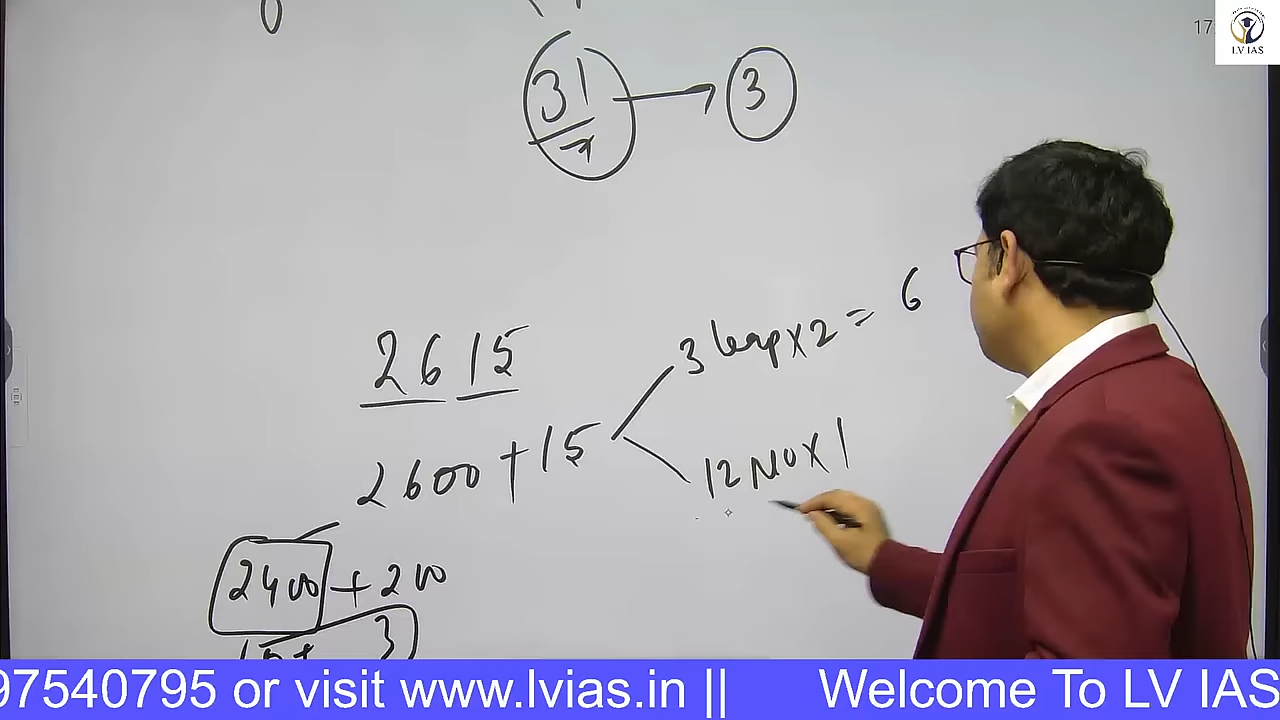 17
LV IAS
31
7
3
2615
3 leap x 2 = 6
2600 + 15
12 NO x 1
2400 + 200
3
97540795 or visit www.lvias.in || Welcome To LV IAS